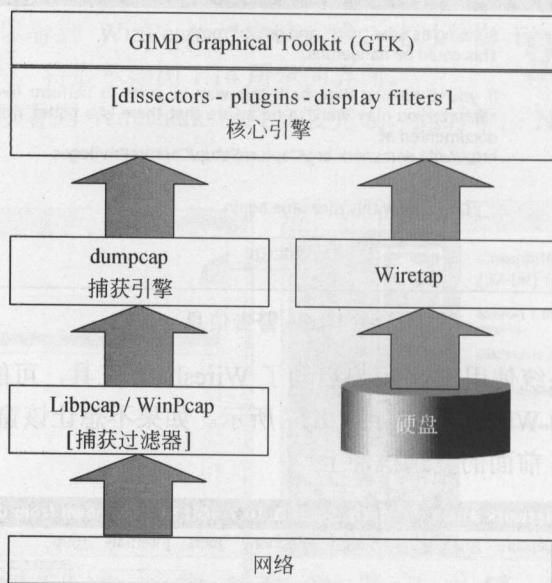 GIMP Graphical Toolkit (GTK)
[dissectors - plugins - display filters]
核心引擎
dumpcap
捕获引擎
Wiretap
Libpcap / WinPcap
[捕获过滤器]
硬盘
网络